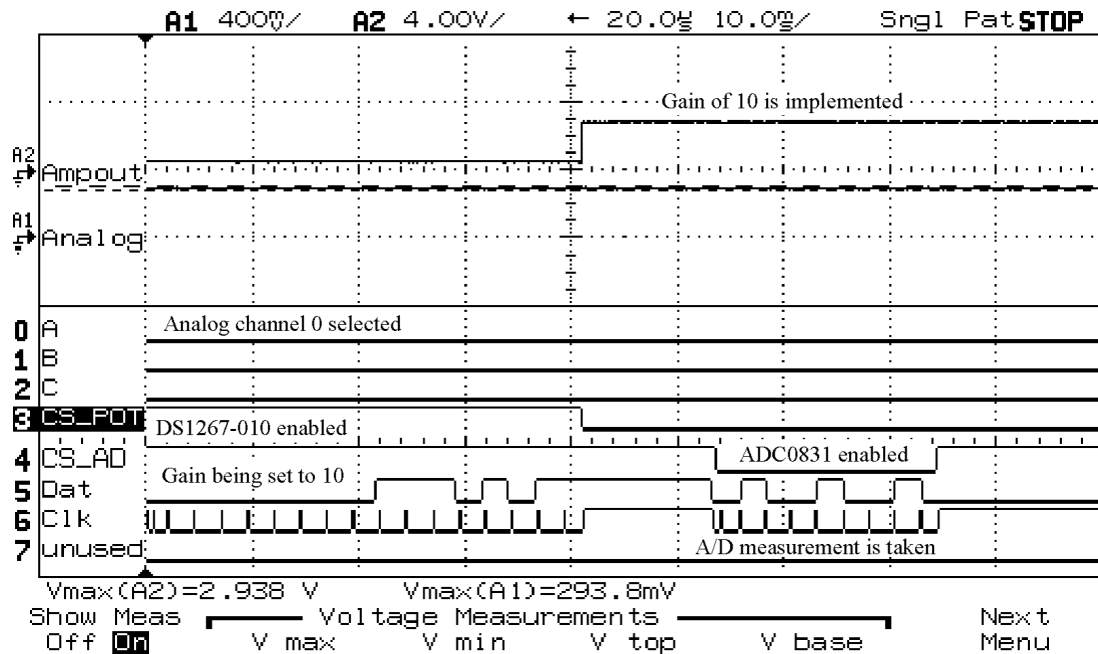 A1 400㎷/ A2 4.00V/ ← 20.0㎳ 10.0㎳/ Sngl Pat STOP
Gain of 10 is implemented
A2
Ampout
A1
Analog
0 A Analog channel 0 selected
1 B
2 C
3 CS_POT DS1267-010 enabled
4 CS_AD ADC0831 enabled
Gain being set to 10
5 Dat
6 Clk
7 unused A/D measurement is taken
Vmax(A2)=2.938 V Vmax(A1)=293.8mV
Show Meas Voltage Measurements Next
Off On V max V min V top V base Menu